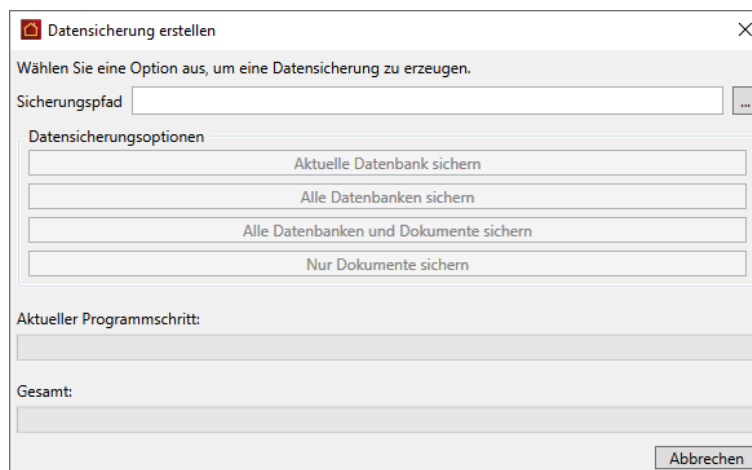 Datensicherung erstellen
Wählen Sie eine Option aus, um eine Datensicherung zu erzeugen.
Sicherungspfad ...
Datensicherungsoptionen
Aktuelle Datenbank sichern
Alle Datenbanken sichern
Alle Datenbanken und Dokumente sichern
Nur Dokumente sichern
Aktueller Programmschritt:
Gesamt:
Abbrechen